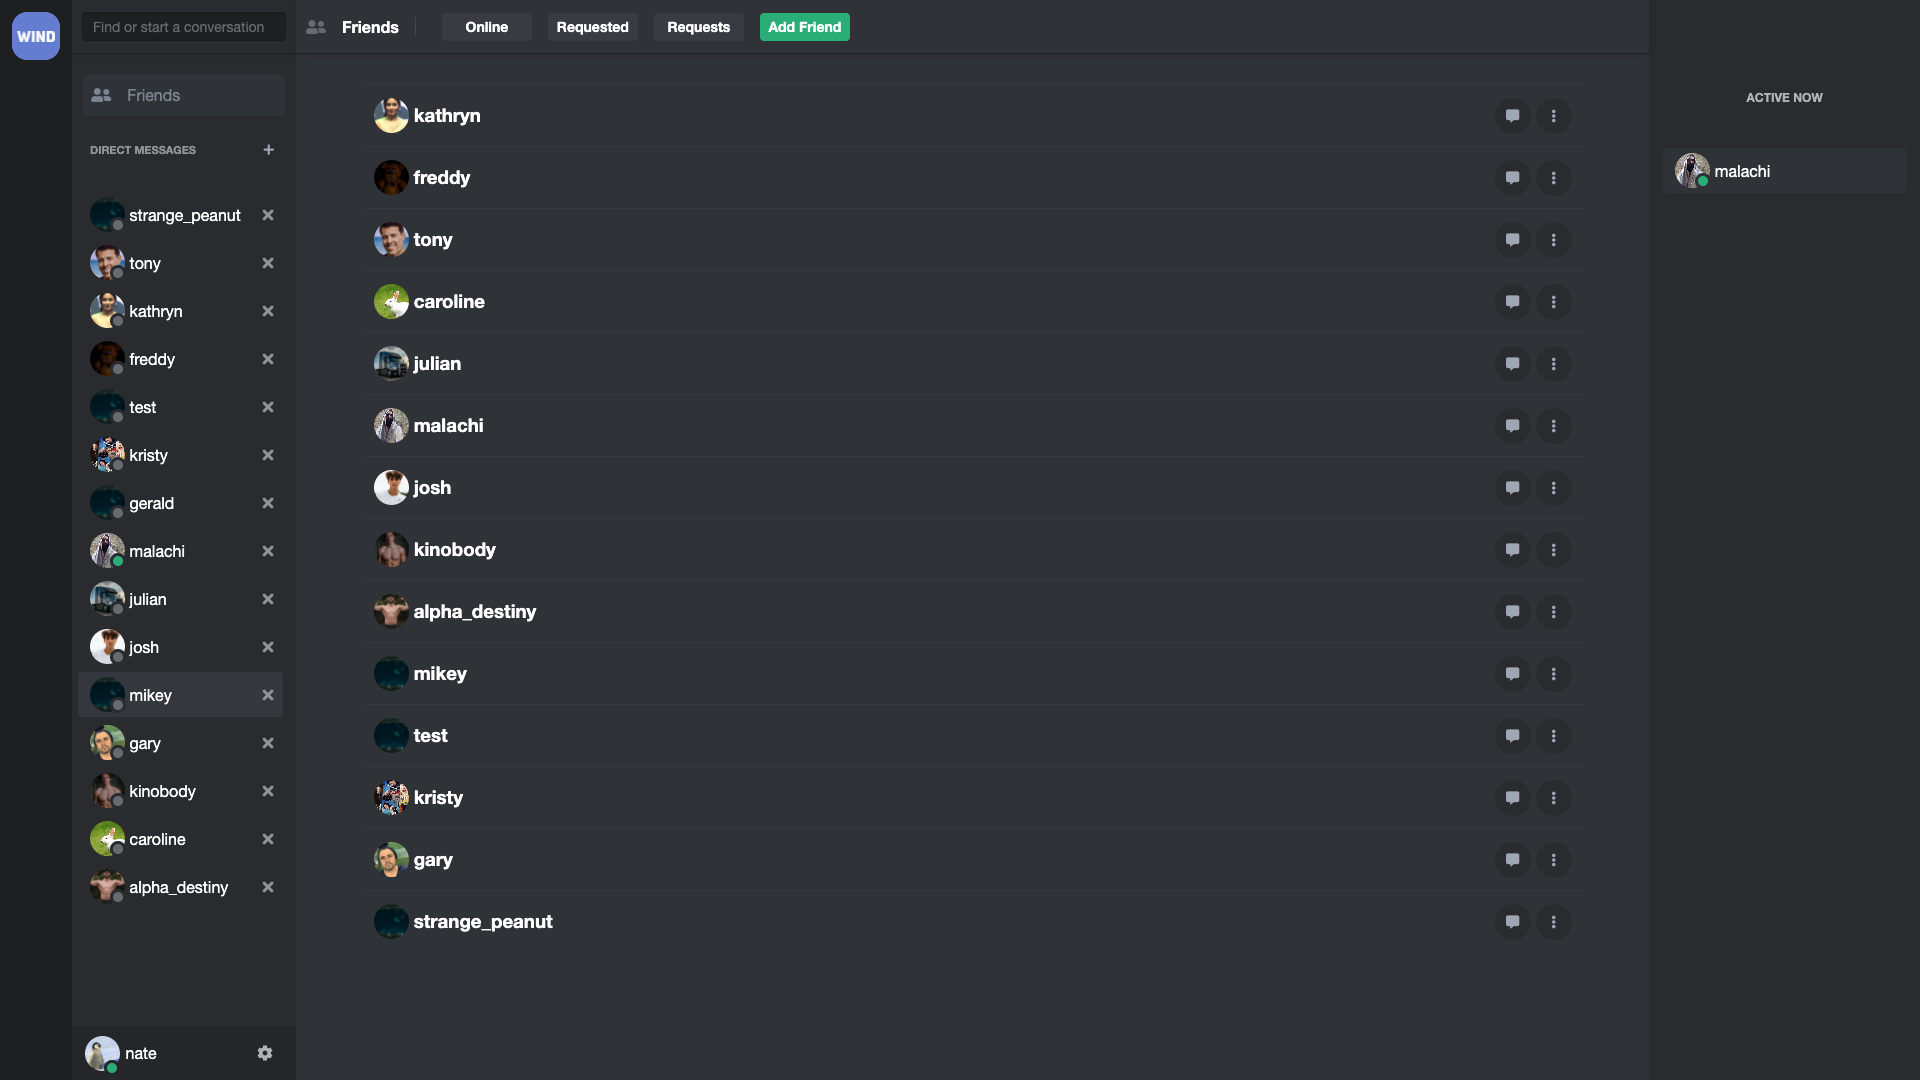 WIND
Find or start a conversation
Friends
DIRECT MESSAGES
strange_peanut
tony
kathryn
freddy
test
kristy
gerald
malachi
julian
josh
mikey
gary
kinobody
caroline
alpha_destiny
nate
Friends
Online
Requested
Requests
Add Friend
kathryn
freddy
tony
caroline
julian
malachi
josh
kinobody
alpha_destiny
mikey
test
kristy
gary
strange_peanut
ACTIVE NOW
malachi